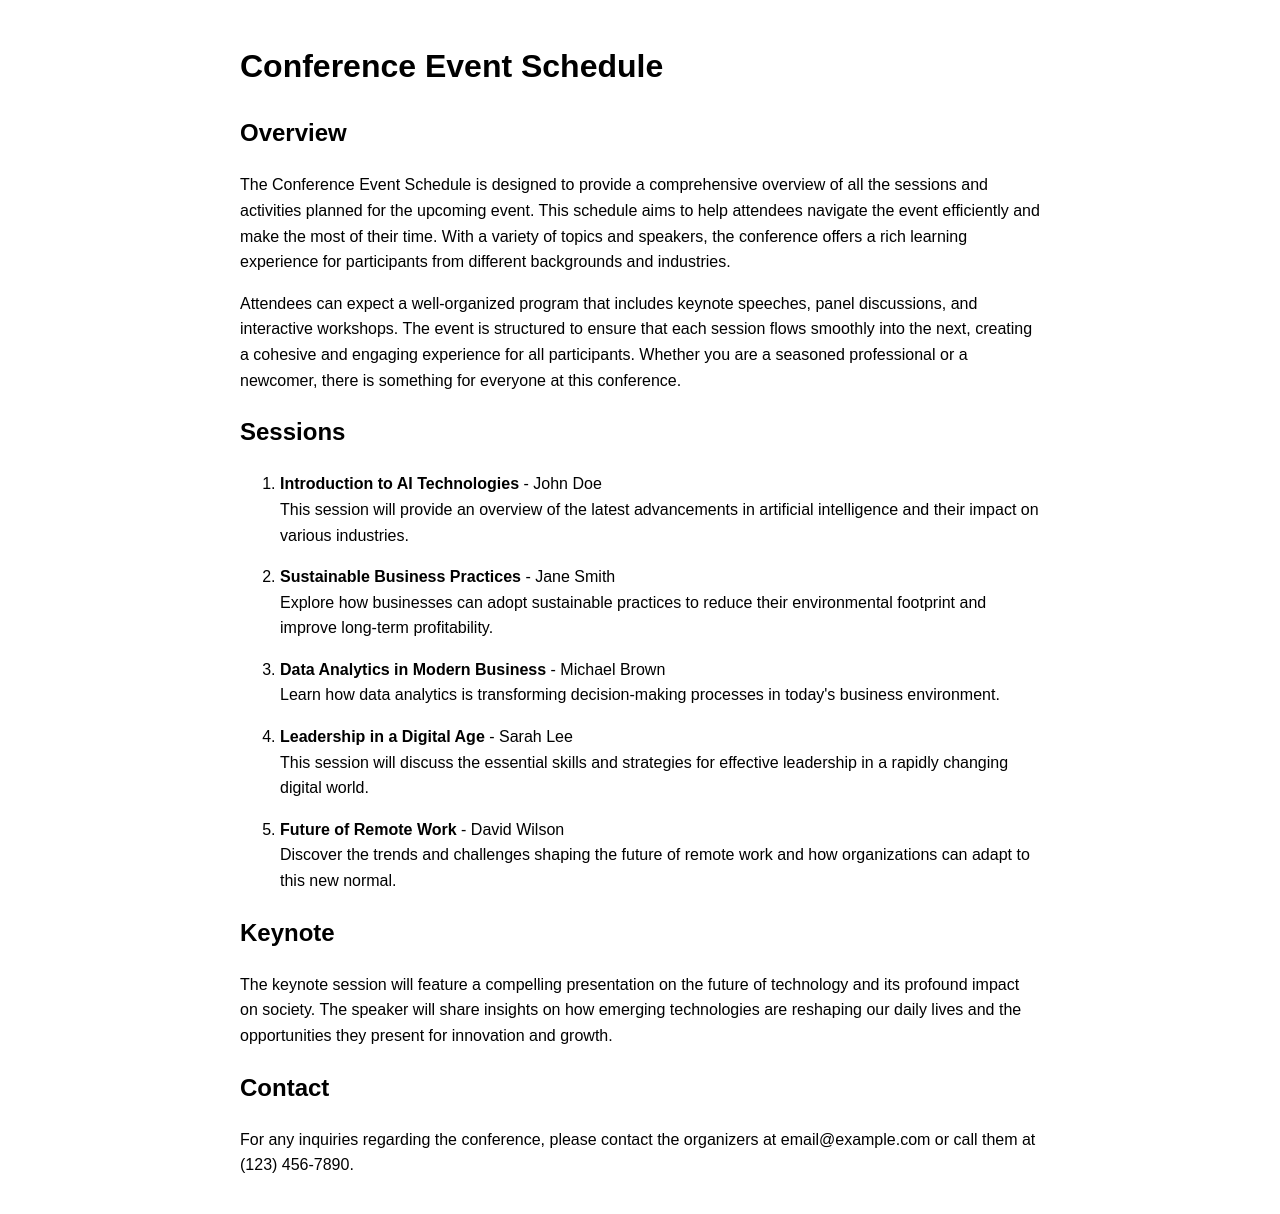 Conference Event Schedule
Overview
The Conference Event Schedule is designed to provide a comprehensive overview of all the sessions and
activities planned for the upcoming event. This schedule aims to help attendees navigate the event efficiently and
make the most of their time. With a variety of topics and speakers, the conference offers a rich learning
experience for participants from different backgrounds and industries.
Attendees can expect a well-organized program that includes keynote speeches, panel discussions, and
interactive workshops. The event is structured to ensure that each session flows smoothly into the next, creating
a cohesive and engaging experience for all participants. Whether you are a seasoned professional or a
newcomer, there is something for everyone at this conference.
Sessions
1. Introduction to AI Technologies - John Doe
This session will provide an overview of the latest advancements in artificial intelligence and their impact on
various industries.
2. Sustainable Business Practices - Jane Smith
Explore how businesses can adopt sustainable practices to reduce their environmental footprint and
improve long-term profitability.
3. Data Analytics in Modern Business - Michael Brown
Learn how data analytics is transforming decision-making processes in today's business environment.
4. Leadership in a Digital Age - Sarah Lee
This session will discuss the essential skills and strategies for effective leadership in a rapidly changing
digital world.
5. Future of Remote Work - David Wilson
Discover the trends and challenges shaping the future of remote work and how organizations can adapt to
this new normal.
Keynote
The keynote session will feature a compelling presentation on the future of technology and its profound impact
on society. The speaker will share insights on how emerging technologies are reshaping our daily lives and the
opportunities they present for innovation and growth.
Contact
For any inquiries regarding the conference, please contact the organizers at email@example.com or call them at
(123) 456-7890.